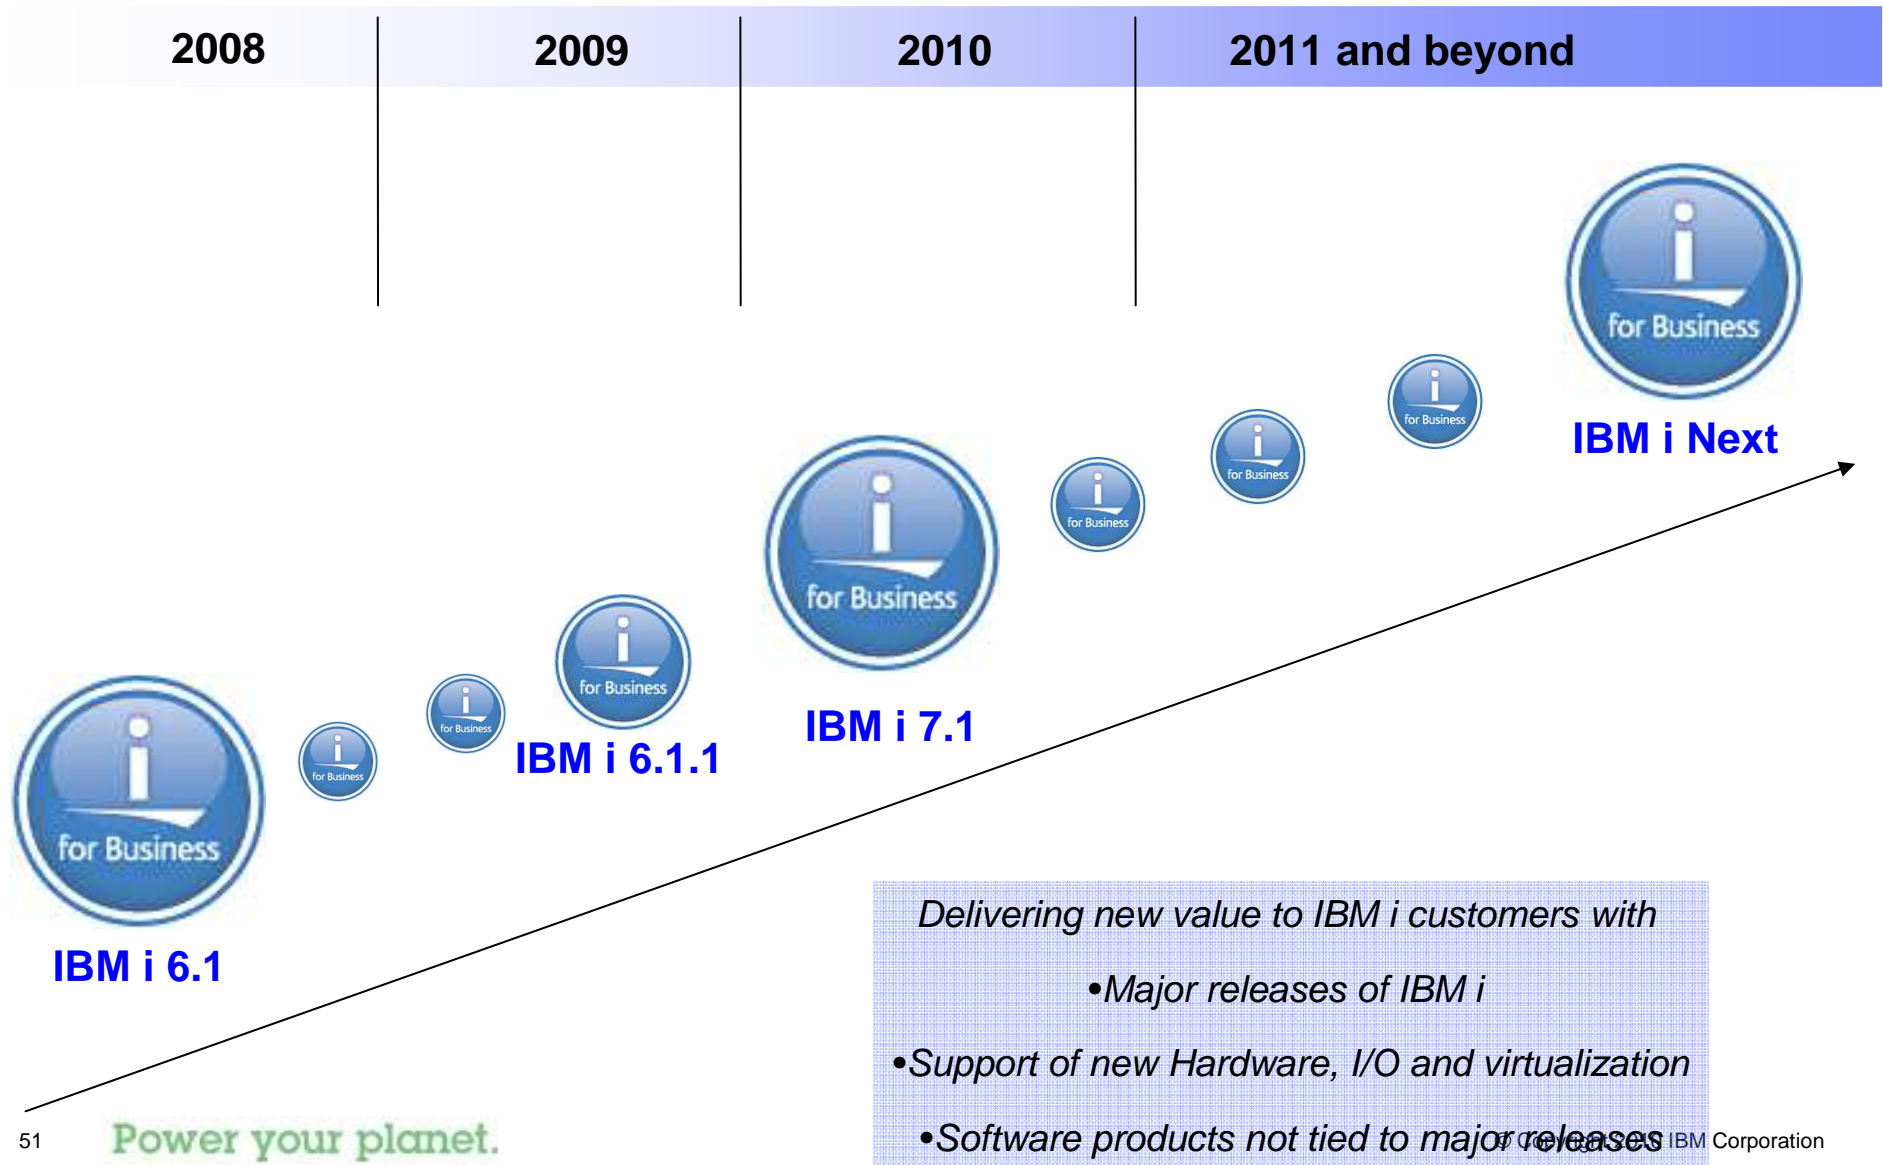 2008 2009 2010 2011 and beyond
i
for Business
IBM i Next
i
for Business
i
for Business
i
for Business
i
for Business
IBM i 7.1
i
for Business
IBM i 6.1.1
i
for Business
i
for Business
i
for Business
IBM i 6.1
Delivering new value to IBM i customers with
•Major releases of IBM i
•Support of new Hardware, I/O and virtualization
•Software products not tied to major releases
51
Power your planet.
© Copyright 2010 IBM Corporation